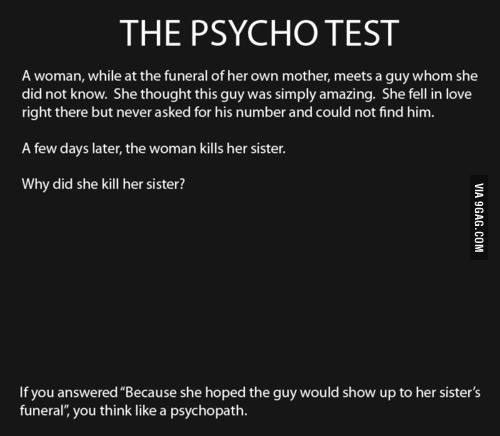 THE PSYCHO TEST
A woman, while at the funeral of her own mother, meets a guy whom she
did not know.  She thought this guy was simply amazing.  She fell in love
right there but never asked for his number and could not find him.
A few days later, the woman kills her sister.
Why did she kill her sister?
VIA 9GAG.COM
If you answered “Because she hoped the guy would show up to her sister’s
funeral”, you think like a psychopath.